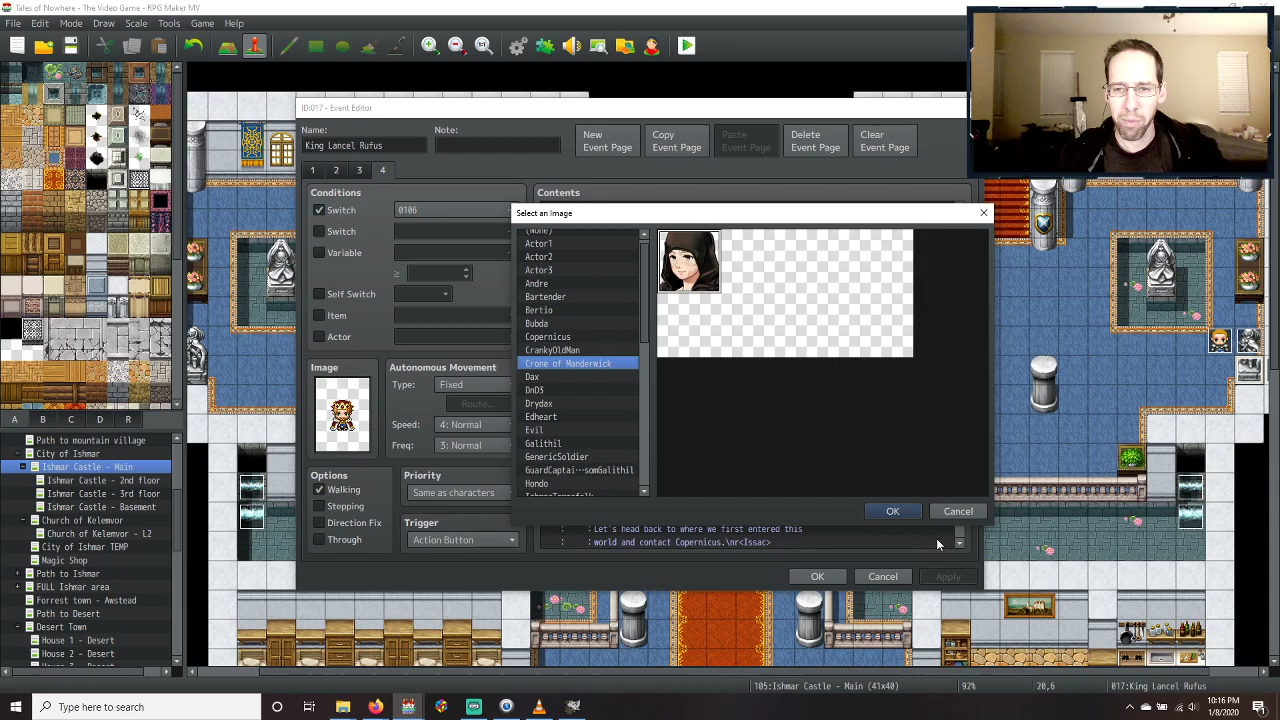 Tales of Nowhere - The Video Game - RPG Maker MV
File Edit Mode Draw Scale Tools Game Help
ID:017 - Event Editor
Name:
Note:
King Lancel Rufus
New Event Page
Copy Event Page
Paste Event Page
Delete Event Page
Clear Event Page
1 2 3 4
Conditions
Switch 0106
Switch
Variable
≥
Self Switch
Item
Actor
Image
Autonomous Movement
Type: Fixed
Route...
Speed: 4: Normal
Freq: 3: Normal
Options
Walking
Stepping
Direction Fix
Through
Priority
Same as characters
Trigger
Action Button
Contents
Select an Image
(None)
Actor1
Actor2
Actor3
Andre
Bartender
Bertio
Bubda
Copernicus
CrankyOldMan
Crone of Manderwick
Dax
DnD3
Drydax
Edheart
Evil
Galithil
GenericSoldier
GuardCaptai…somGalithil
Hondo
OK Cancel
: Let's head back to where we first entered this
: world and contact Copernicus.\nr<Issac>
OK Cancel Apply
A B C D R
Path to mountain village
City of Ishmar
Ishmar Castle - Main
Ishmar Castle - 2nd floor
Ishmar Castle - 3rd floor
Ishmar Castle - Basement
Church of Kelemvor
Church of Kelemvor - L2
City of Ishmar TEMP
Magic Shop
Path to Ishmar
FULL Ishmar area
Forrest town - Awstead
Path to Desert
Desert Town
House 1 - Desert
House 2 - Desert
105:Ishmar Castle - Main (41x40) 92% 20,6 017:King Lancel Rufus
Type here to search
10:16 PM
1/8/2020